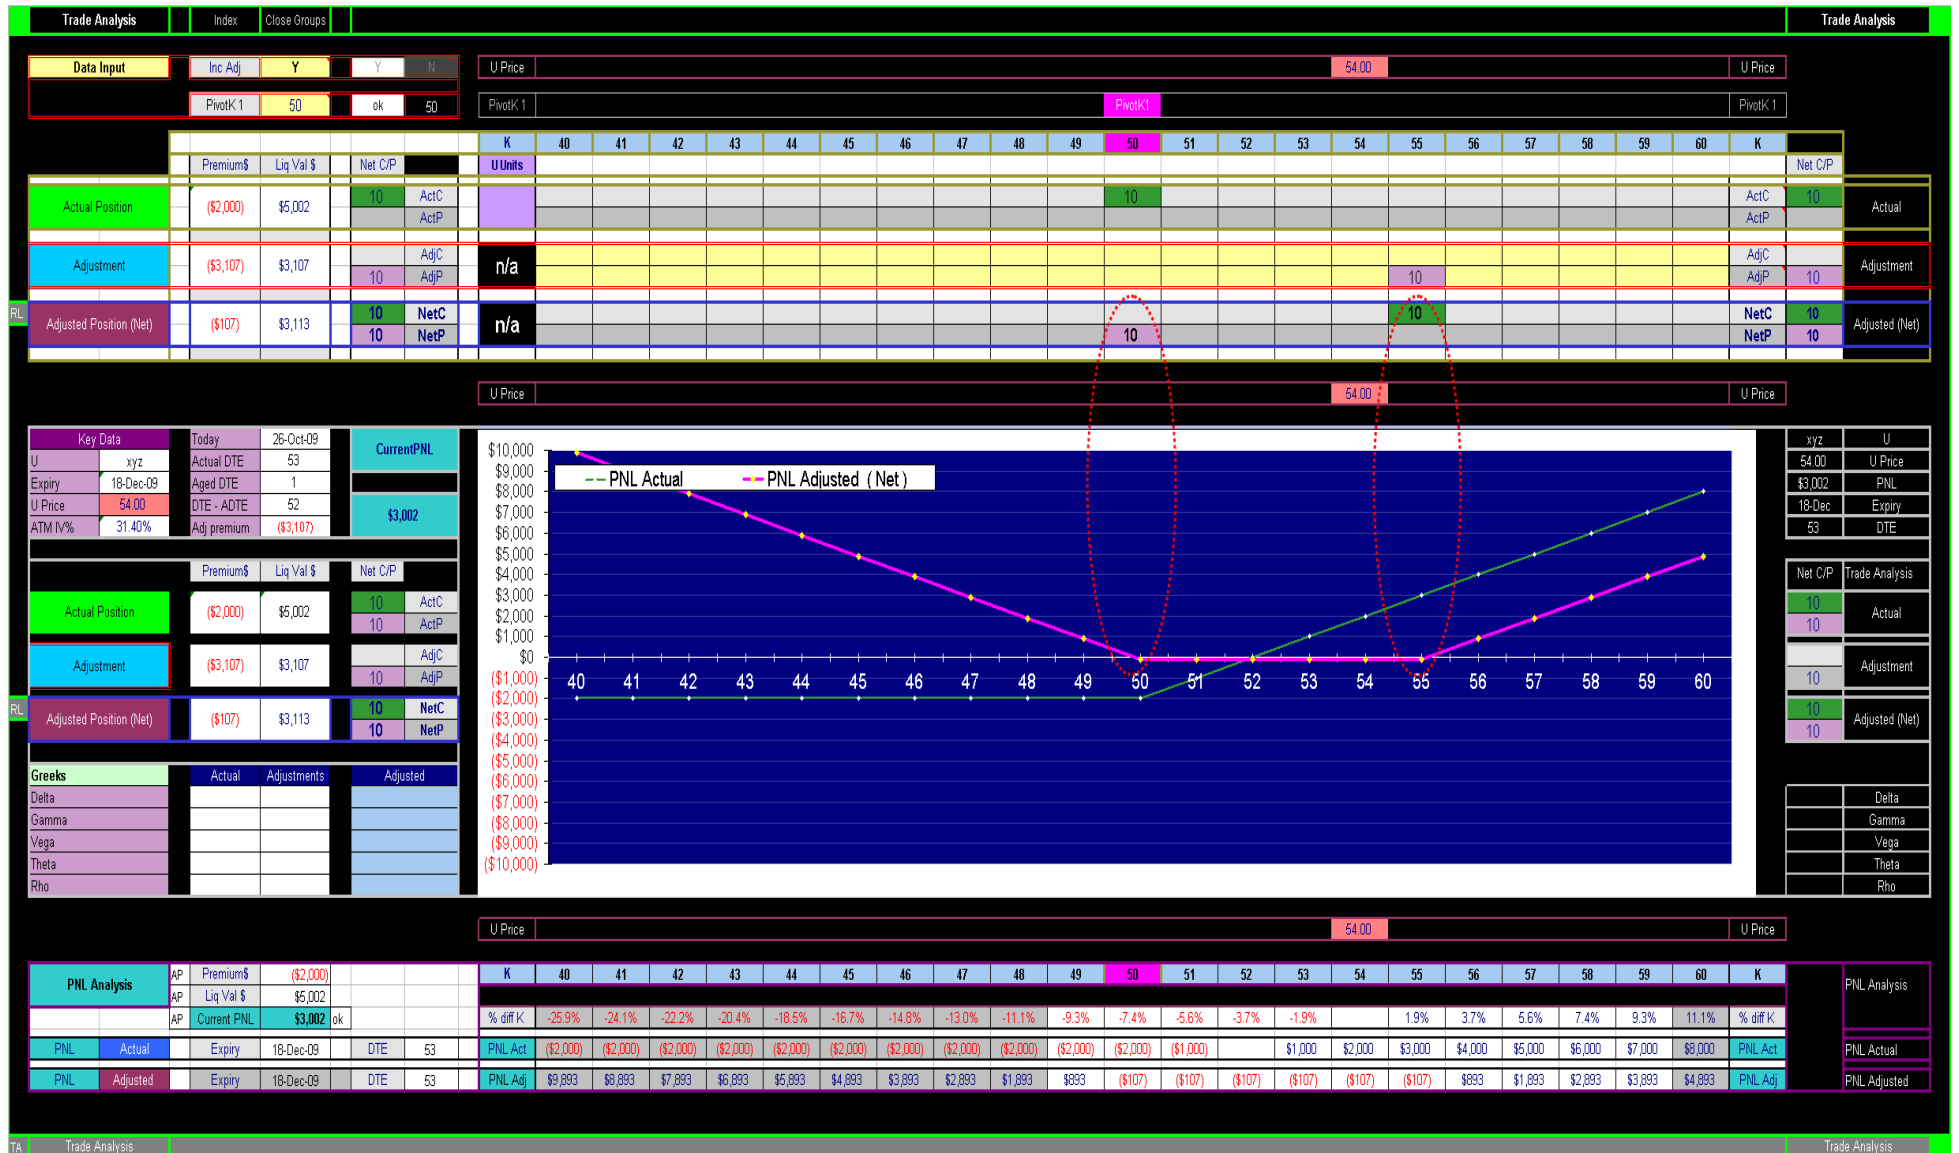 Trade Analysis Index Close Groups Trade Analysis
Data Input Inc Adj Y Y N U Price 54.00 U Price
PivotK 1 50 ok 50 PivotK 1 PivotK1 PivotK 1
K 40 41 42 43 44 45 46 47 48 49 50 51 52 53 54 55 56 57 58 59 60 K
Premium$ Liq Val $ Net C/P U Units Net C/P
Actual Position ($2,000) $5,002 10 ActC 10 ActC 10 Actual
ActP ActP
Adjustment ($3,107) $3,107 AdjC n/a AdjC Adjustment
10 AdjP 10 AdjP 10
RL Adjusted Position (Net) ($107) $3,113 10 NetC n/a 10 NetC 10 Adjusted (Net)
10 NetP 10 NetP 10
U Price 54.00 U Price
Key Data Today 26-Oct-09 CurrentPNL
U xyz Actual DTE 53
Expiry 18-Dec-09 Aged DTE 1
U Price 54.00 DTE - ADTE 52 $3,002
ATM IV% 31.40% Adj premium ($3,107)
Premium$ Liq Val $ Net C/P
Actual Position ($2,000) $5,002 10 ActC
10 ActP
Adjustment ($3,107) $3,107 AdjC
10 AdjP
RL Adjusted Position (Net) ($107) $3,113 10 NetC
10 NetP
Greeks Actual Adjustments Adjusted
Delta
Gamma
Vega
Theta
Rho
PNL Actual PNL Adjusted ( Net )
$10,000
$9,000
$8,000
$7,000
$6,000
$5,000
$4,000
$3,000
$2,000
$1,000
$0
($1,000)
($2,000)
($3,000)
($4,000)
($5,000)
($6,000)
($7,000)
($8,000)
($9,000)
($10,000)
40 41 42 43 44 45 46 47 48 49 50 51 52 53 54 55 56 57 58 59 60
xyz U
54.00 U Price
$3,002 PNL
18-Dec Expiry
53 DTE
Net C/P Trade Analysis
10 Actual
10
Adjustment
10
10 Adjusted (Net)
10
Delta
Gamma
Vega
Theta
Rho
U Price 54.00 U Price
PNL Analysis AP Premium$ ($2,000) K 40 41 42 43 44 45 46 47 48 49 50 51 52 53 54 55 56 57 58 59 60 K PNL Analysis
AP Liq Val $ $5,002
AP Current PNL $3,002 ok % diff K -25.9% -24.1% -22.2% -20.4% -18.5% -16.7% -14.8% -13.0% -11.1% -9.3% -7.4% -5.6% -3.7% -1.9% 1.9% 3.7% 5.6% 7.4% 9.3% 11.1% % diff K
PNL Actual Expiry 18-Dec-09 DTE 53 PNL Act ($2,000) ($2,000) ($2,000) ($2,000) ($2,000) ($2,000) ($2,000) ($2,000) ($2,000) ($2,000) ($2,000) ($1,000) $1,000 $2,000 $3,000 $4,000 $5,000 $6,000 $7,000 $8,000 PNL Act PNL Actual
PNL Adjusted Expiry 18-Dec-09 DTE 53 PNL Adj $9,893 $8,893 $7,893 $6,893 $5,893 $4,893 $3,893 $2,893 $1,893 $893 ($107) ($107) ($107) ($107) ($107) ($107) $893 $1,893 $2,893 $3,893 $4,893 PNL Adj PNL Adjusted
TA Trade Analysis Trade Analysis